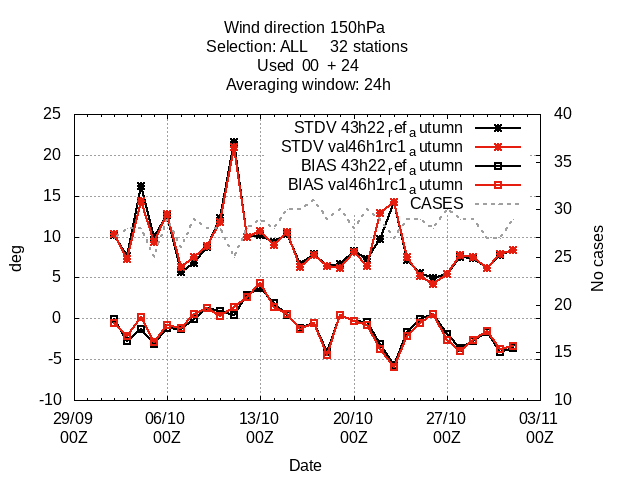 Wind direction 150hPa
Selection: ALL 32 stations
Used 00 + 24
Averaging window: 24h
25 40
STDV 43h22_ref_autumn
STDV val46h1rc1_autumn
BIAS 43h22_ref_autumn
BIAS val46h1rc1_autumn
CASES
20 35
15 30
10 25
5 20
0
-5 15
-10 10
deg
No cases
29/09 06/10 13/10 20/10 27/10 03/11
00Z 00Z 00Z 00Z 00Z 00Z
Date